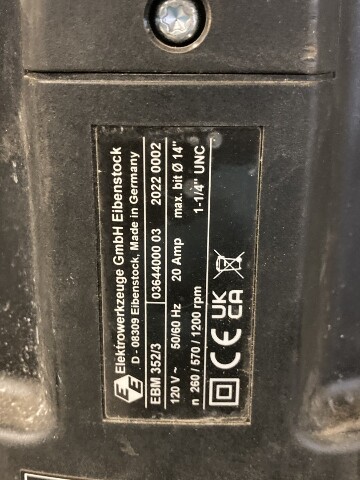 Elektrowerkzeuge GmbH Eibenstock
D - 08309 Eibenstock, Made in Germany
EBM 352/3 03644000 03 2022 0002
120 V ~ 50/60 Hz 20 Amp max. bit Ø 14"
n 260 / 570 / 1200 rpm 1-1/4" UNC
CE UK CA